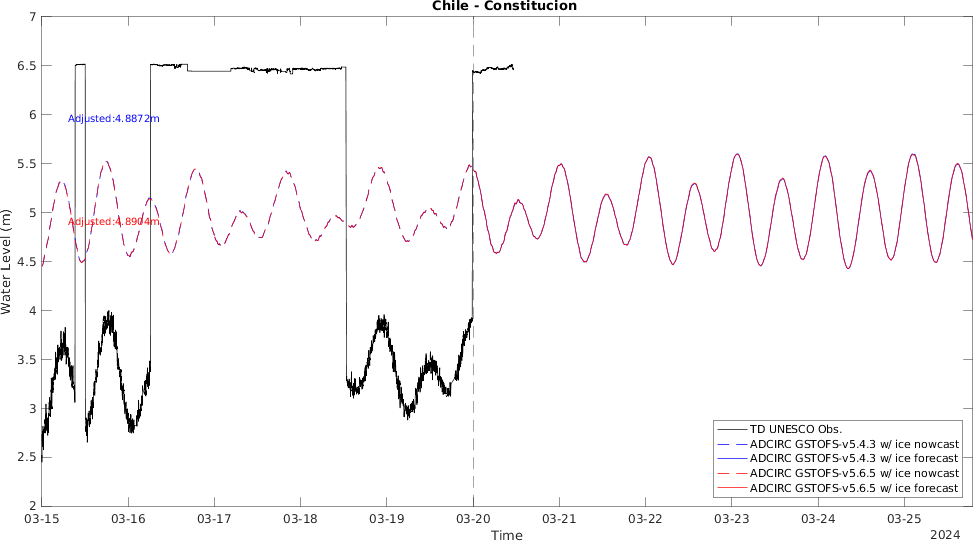 Chile - Constitucion
7
6.5
6
5.5
5
4.5
4
3.5
3
2.5
2
Water Level (m)
Adjusted:4.8872m
Adjusted:4.8904m
TD UNESCO Obs.
ADCIRC GSTOFS-v5.4.3 w/ ice nowcast
ADCIRC GSTOFS-v5.4.3 w/ ice forecast
ADCIRC GSTOFS-v5.6.5 w/ ice nowcast
ADCIRC GSTOFS-v5.6.5 w/ ice forecast
03-15 03-16 03-17 03-18 03-19 03-20 03-21 03-22 03-23 03-24 03-25
Time
2024